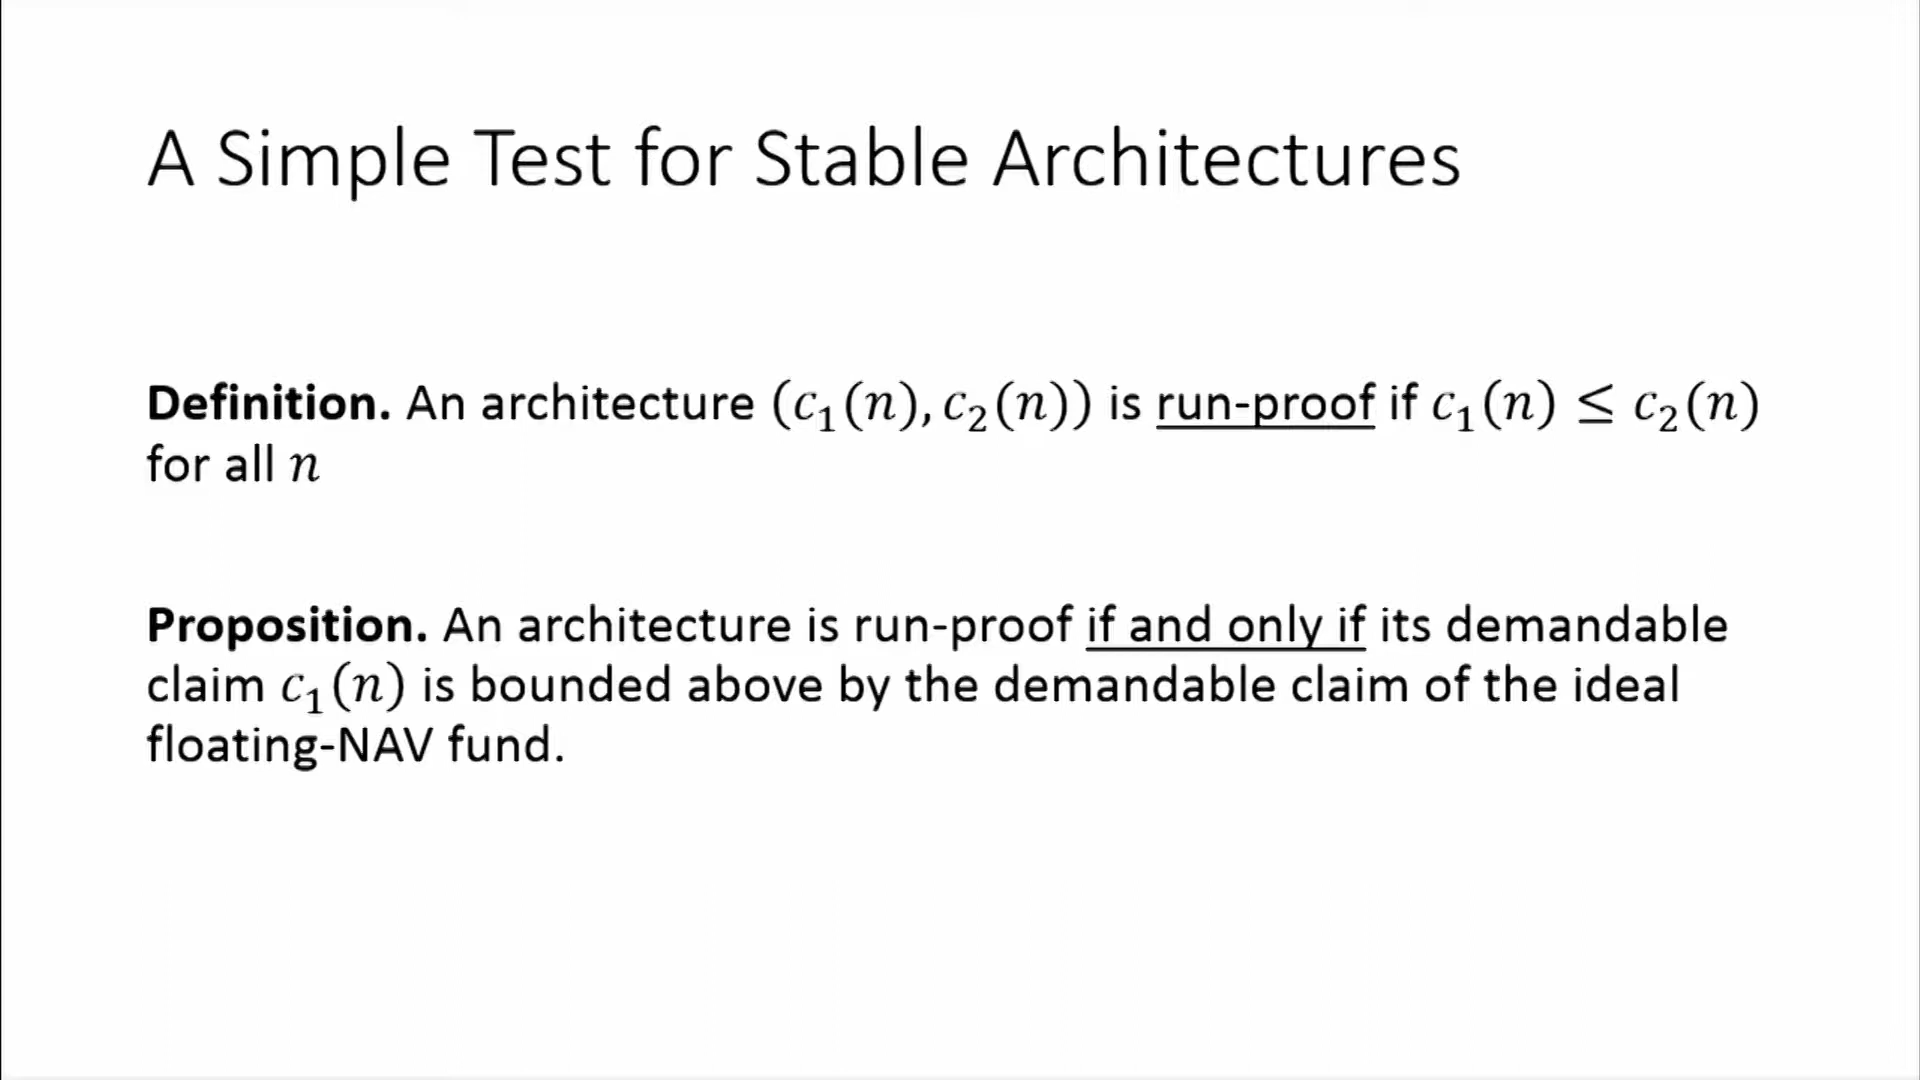 A Simple Test for Stable Architectures
Definition. An architecture (c₁(n), c₂(n)) is run-proof if c₁(n) ≤ c₂(n)
for all n
Proposition. An architecture is run-proof if and only if its demandable
claim c₁(n) is bounded above by the demandable claim of the ideal
floating-NAV fund.